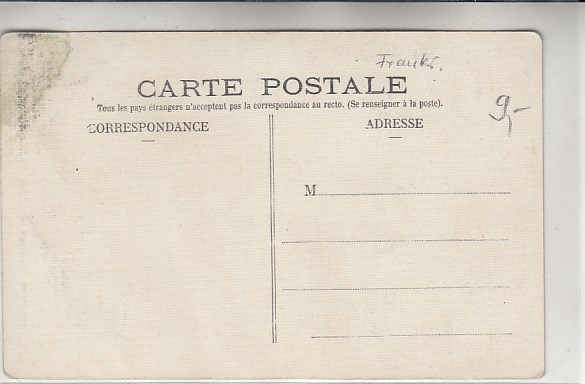 CARTE POSTALE
Tous les pays étrangers n'acceptent pas la correspondance au recto. (Se renseigner à la poste).
CORRESPONDANCE
ADRESSE
9,-
M